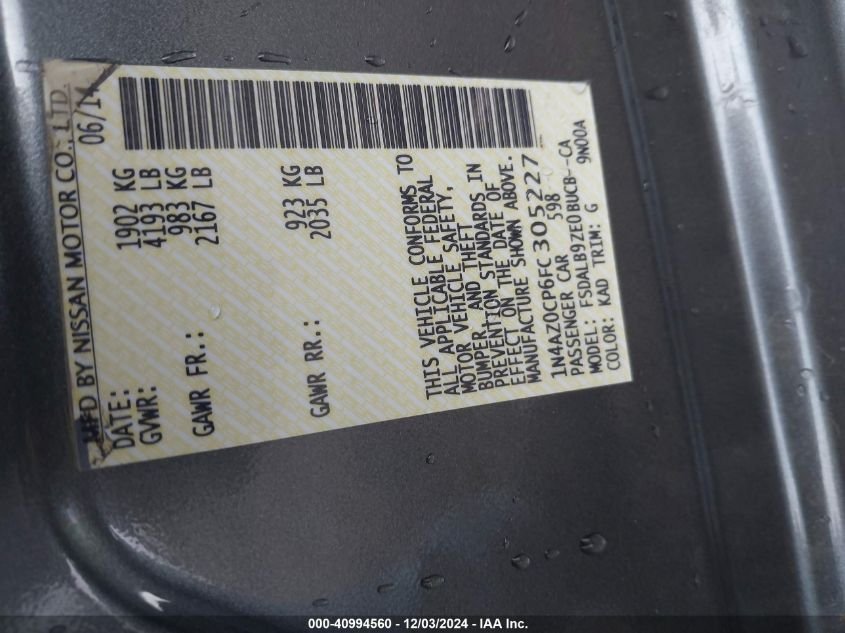 MFD BY NISSAN MOTOR CO., LTD.
DATE: 06/14
GVWR: 1902 KG
4193 LB
GAWR FR.: 983 KG
2167 LB
GAWR RR.: 923 KG
2035 LB
THIS VEHICLE CONFORMS TO
ALL APPLICABLE FEDERAL
MOTOR VEHICLE SAFETY,
BUMPER, AND THEFT
PREVENTION STANDARDS IN
EFFECT ON THE DATE OF
MANUFACTURE SHOWN ABOVE.
1N4AZ0CP6FC305227
PASSENGER CAR 598
MODEL: FSDALB9ZE0BUCB--CA
COLOR: KAD TRIM: G 9N00A
000-40994560 - 12/03/2024 - IAA Inc.